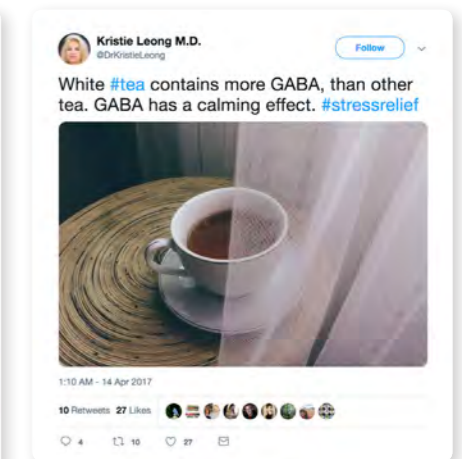 Kristie Leong M.D.
@DrKristieLeong
Follow
White #tea contains more GABA, than other
tea. GABA has a calming effect. #stressrelief
1:10 AM - 14 Apr 2017
10 Retweets 27 Likes
4 10 27